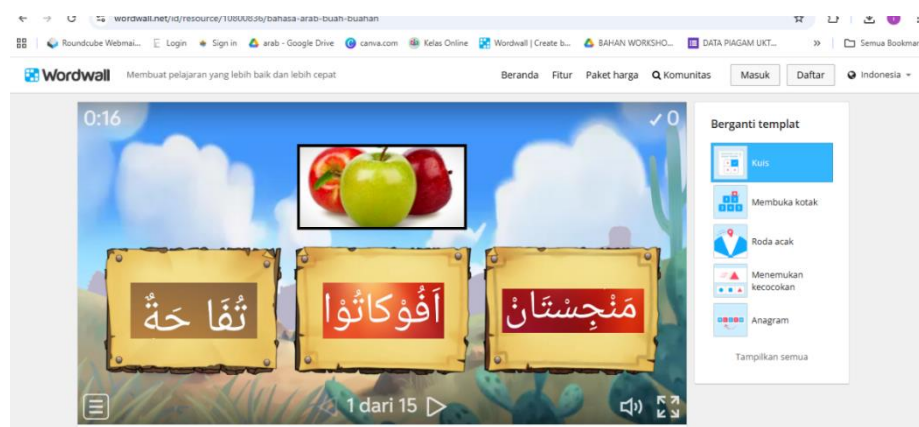 wordwall.net/id/resource/10800836/bahasa-arab-buah-buahan
Roundcube Webmai... Login Sign in arab - Google Drive canva.com Kelas Online Wordwall | Create b... BAHAN WORKSHO... DATA PIAGAM UKT... » Semua Bookmar
Wordwall Membuat pelajaran yang lebih baik dan lebih cepat Beranda Fitur Paket harga Komunitas Masuk Daftar Indonesia
0:16 ✓ 0
تُفَا حَةٌ
اَفُوْكَاتُوْا
مَنْجِسْتَانْ
1 dari 15
Berganti templat
Kuis
Membuka kotak
Roda acak
Menemukan
kecocokan
Anagram
Tampilkan semua